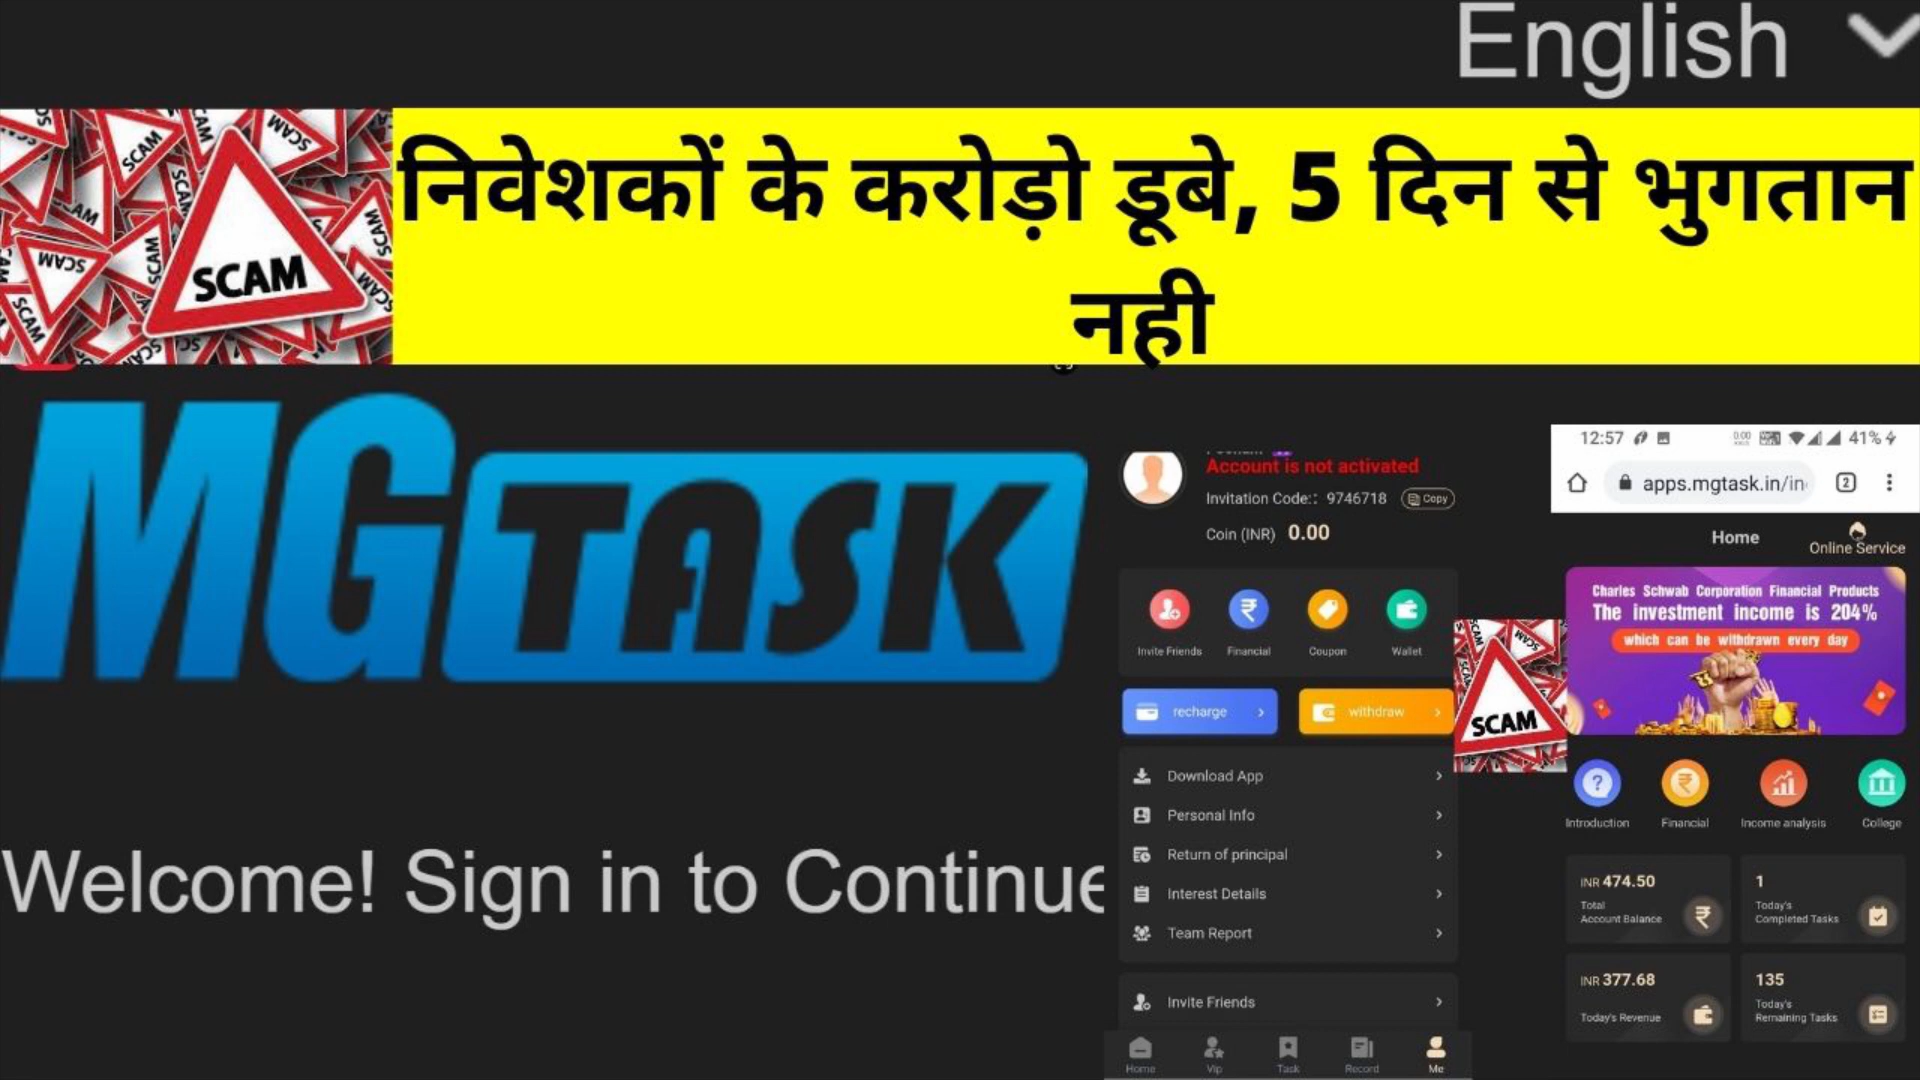 English
SCAM
निवेशकों के करोड़ो डूबे, 5 दिन से भुगतान
नही
MGTASK
Welcome! Sign in to Continue
Account is not activated
Invitation Code:: 9746718 Copy
Coin (INR) 0.00
Invite Friends Financial Coupon Wallet
recharge withdraw
Download App
Personal Info
Return of principal
Interest Details
Team Report
Invite Friends
Home Vip Task Record Me
SCAM
12:57 41%
apps.mgtask.in/in 2
Home
Online Service
Charles Schwab Corporation Financial Products
The investment income is 204%
which can be withdrawn every day
Introduction Financial Income analysis College
INR 474.50
Total
Account Balance
1
Today's
Completed Tasks
INR 377.68
Today's Revenue
135
Today's
Remaining Tasks